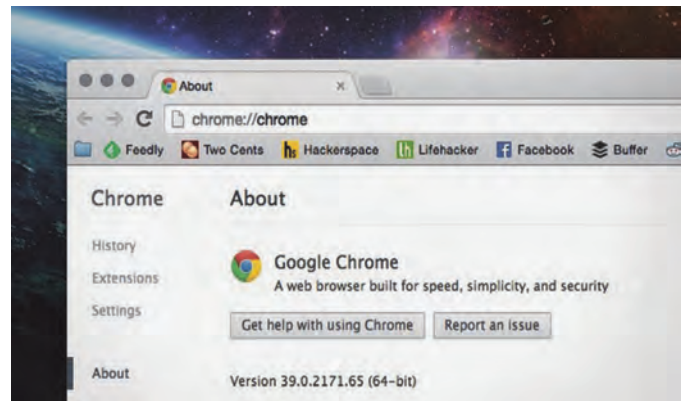 About
chrome://chrome
Feedly Two Cents hs Hackerspace lh Lifehacker f Facebook Buffer
Chrome About
History
Google Chrome
Extensions
A web browser built for speed, simplicity, and security
Settings
Get help with using Chrome Report an issue
About
Version 39.0.2171.65 (64-bit)